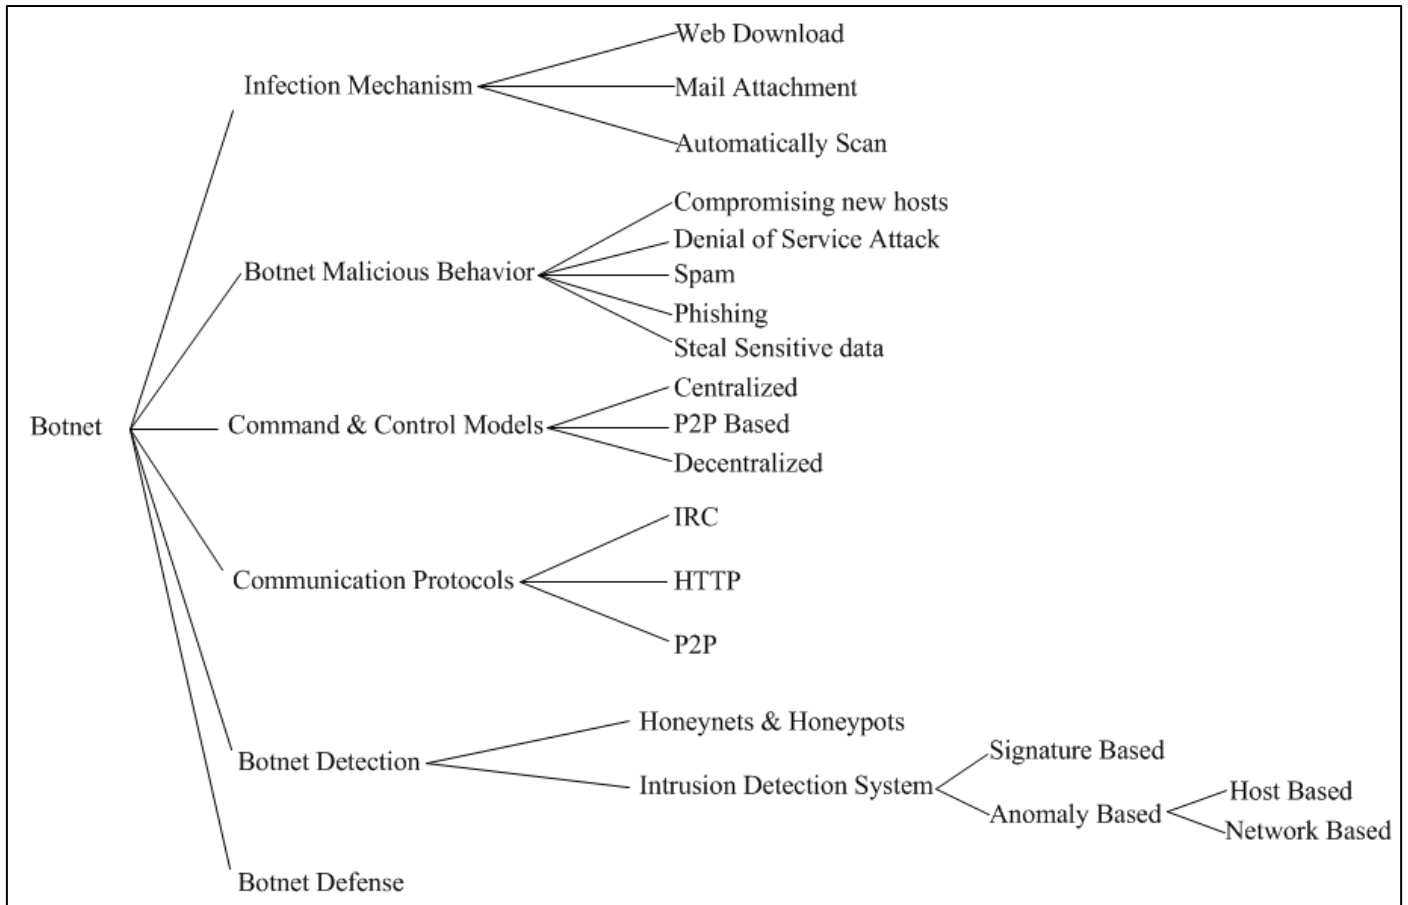 Web Download
Infection Mechanism
Mail Attachment
Automatically Scan
Compromising new hosts
Denial of Service Attack
Botnet Malicious Behavior
Spam
Phishing
Steal Sensitive data
Centralized
Botnet
Command & Control Models
P2P Based
Decentralized
IRC
Communication Protocols
HTTP
P2P
Honeynets & Honeypots
Botnet Detection
Signature Based
Intrusion Detection System
Host Based
Anomaly Based
Network Based
Botnet Defense